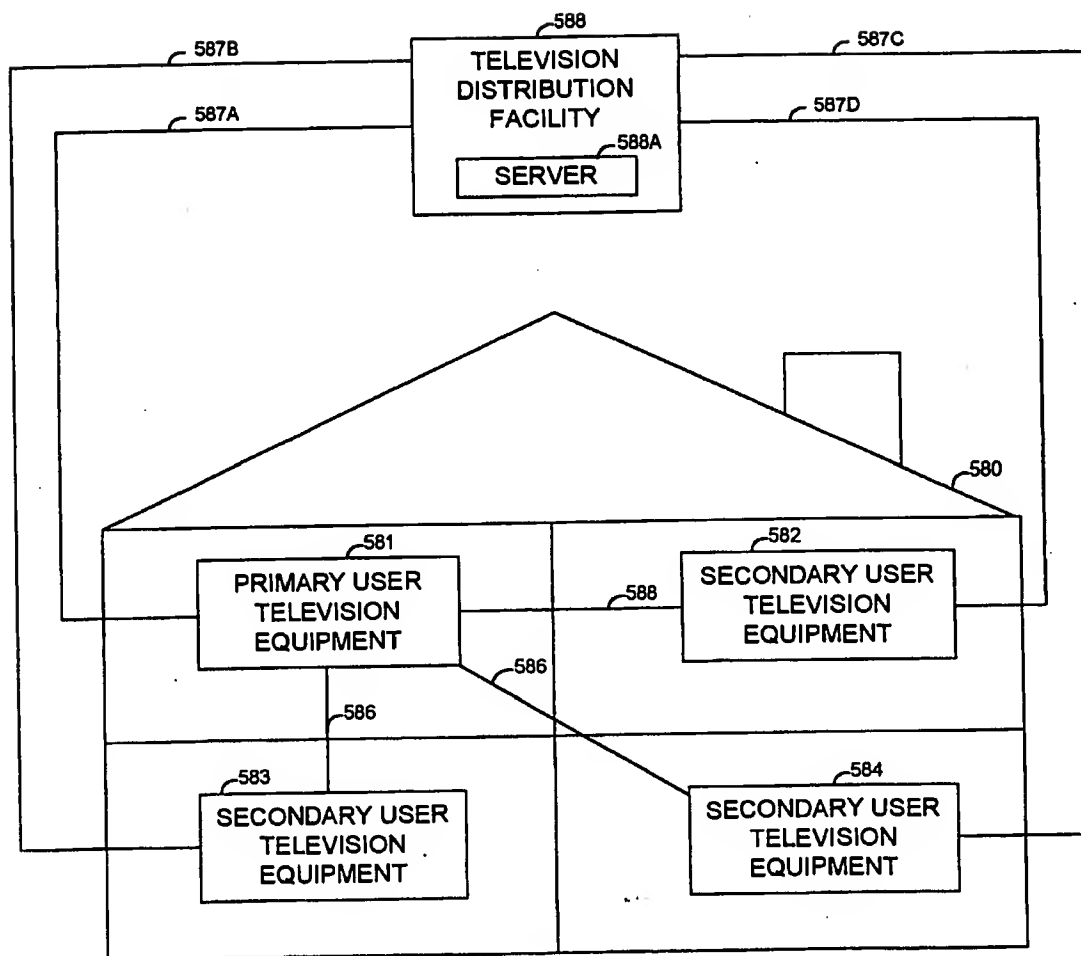 588
587B
587C
TELEVISION
DISTRIBUTION
FACILITY
587A
587D
588A
SERVER
580
581
582
PRIMARY USER
TELEVISION
EQUIPMENT
SECONDARY USER
TELEVISION
EQUIPMENT
588
586
586
583
584
SECONDARY USER
TELEVISION
EQUIPMENT
SECONDARY USER
TELEVISION
EQUIPMENT